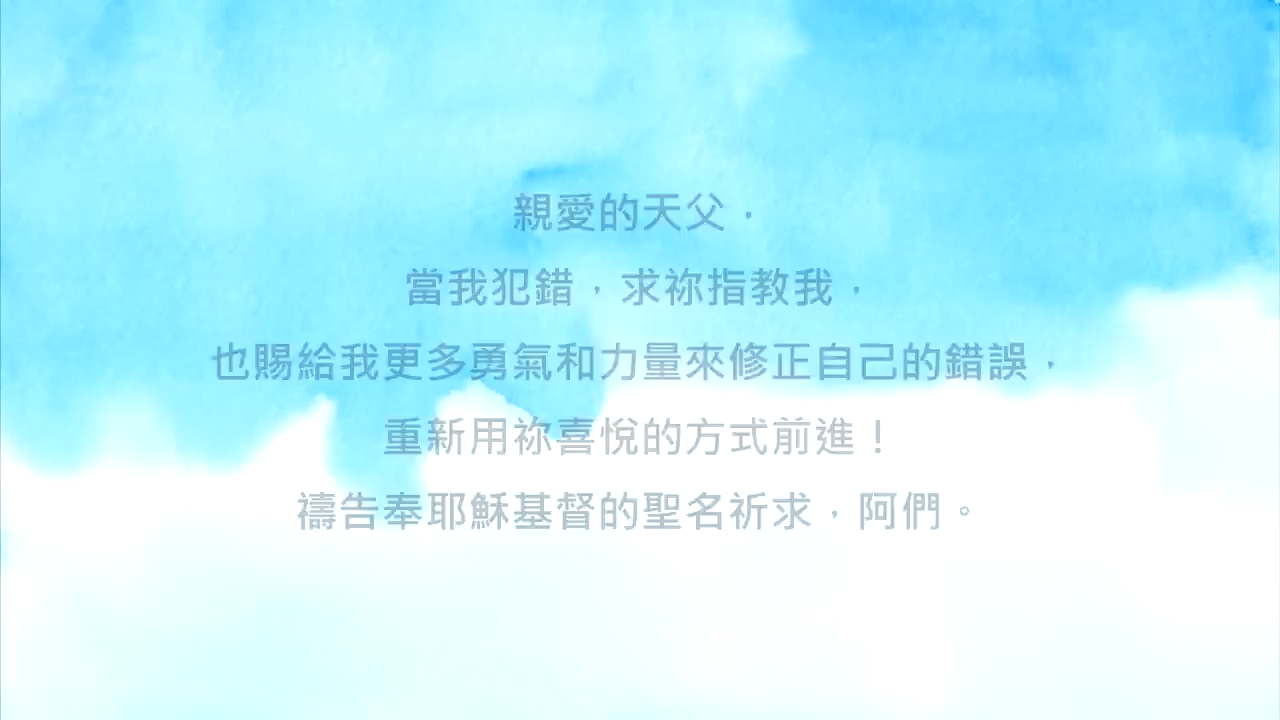 親愛的天父，
當我犯錯，求祢指教我，
也賜給我更多勇氣和力量來修正自己的錯誤，
重新用祢喜悅的方式前進！
禱告奉耶穌基督的聖名祈求，阿們。